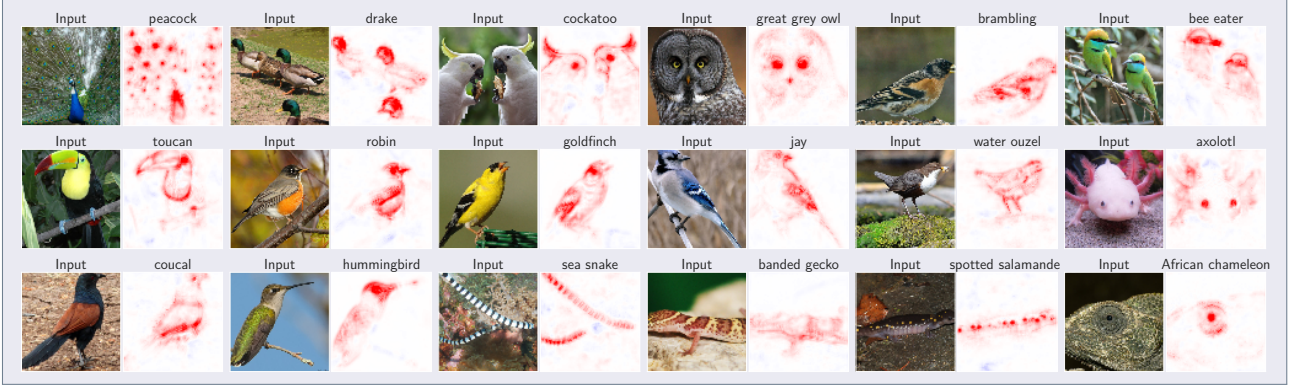 Input peacock Input drake Input cockatoo Input great grey owl Input brambling Input bee eater
Input toucan Input robin Input goldfinch Input jay Input water ouzel Input axolotl
Input coucal Input hummingbird Input sea snake Input banded gecko Input spotted salamande Input African chameleon